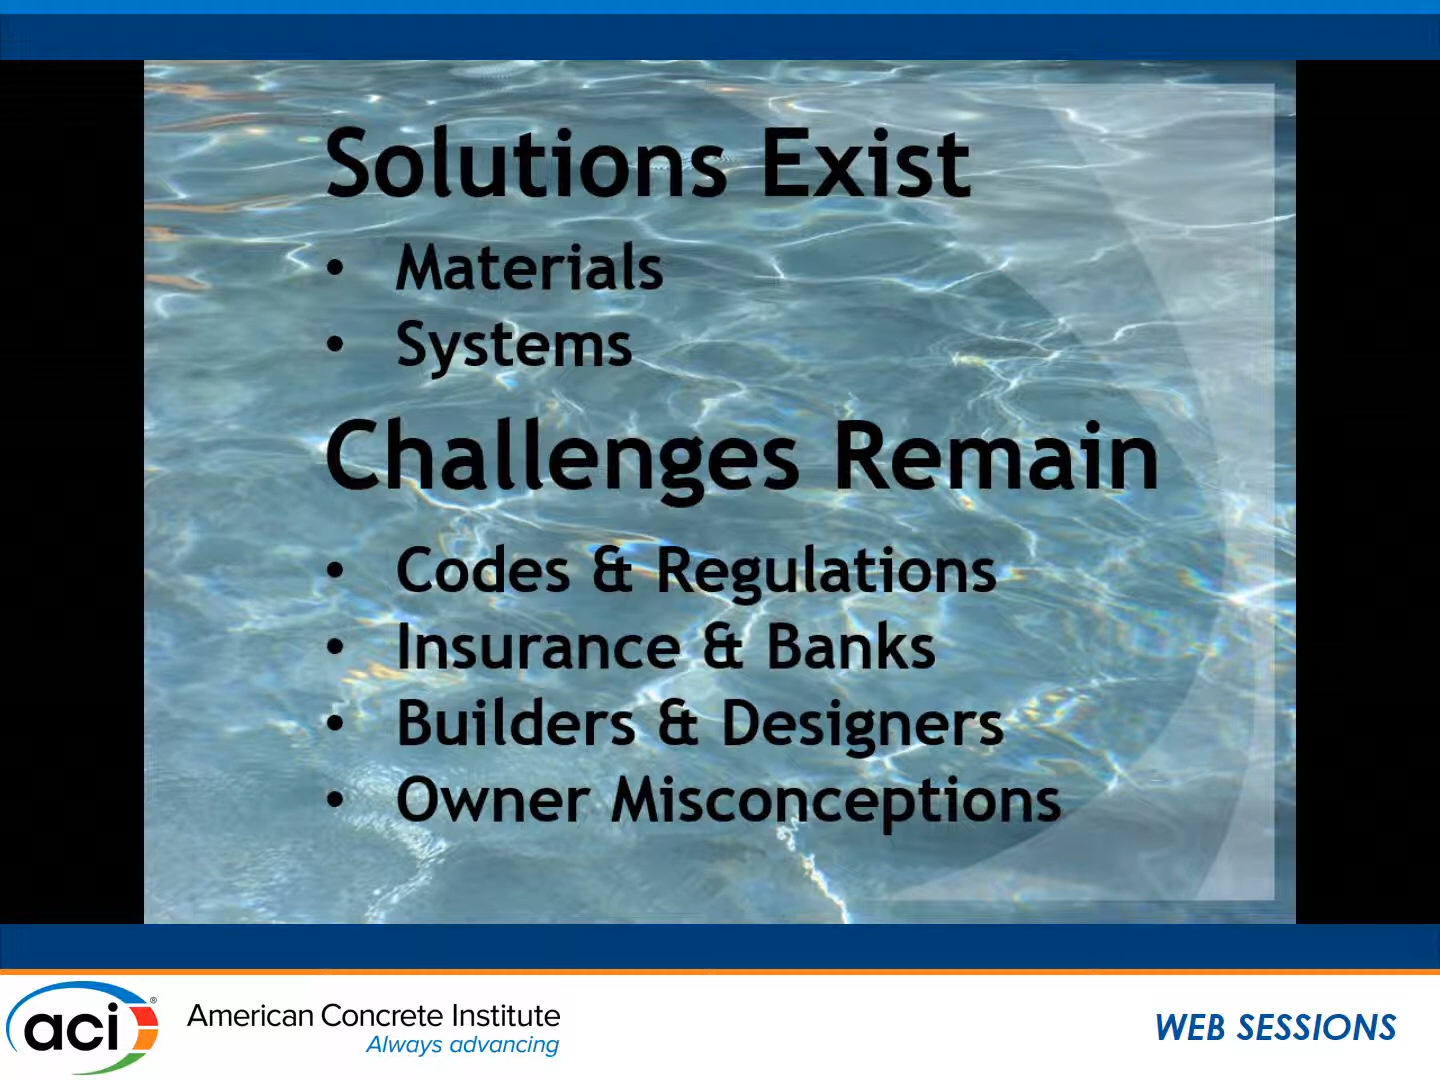 Solutions Exist
• Materials
• Systems
Challenges Remain
• Codes & Regulations
• Insurance & Banks
• Builders & Designers
• Owner Misconceptions
aci®
American Concrete Institute
Always advancing
WEB SESSIONS